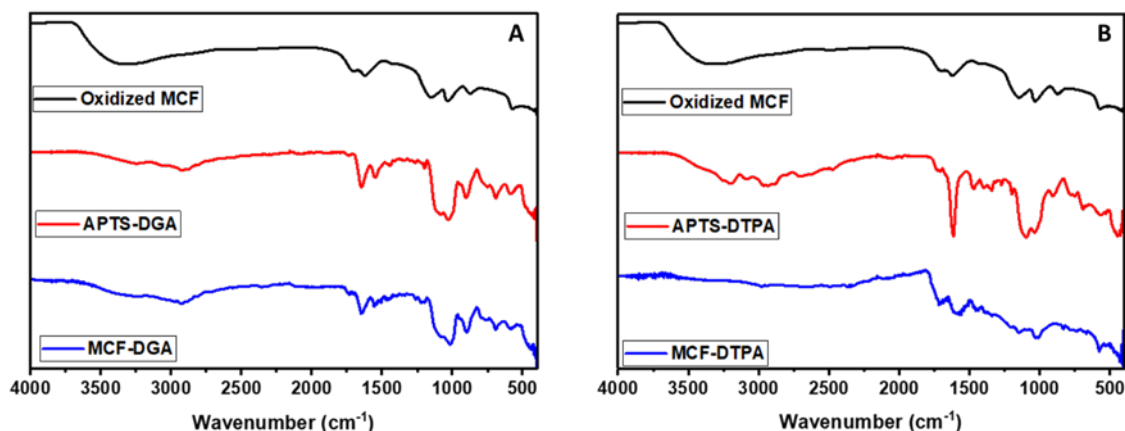 A
Oxidized MCF
APTS-DGA
MCF-DGA
4000 3500 3000 2500 2000 1500 1000 500
Wavenumber (cm⁻¹)
B
Oxidized MCF
APTS-DTPA
MCF-DTPA
4000 3500 3000 2500 2000 1500 1000 500
Wavenumber (cm⁻¹)